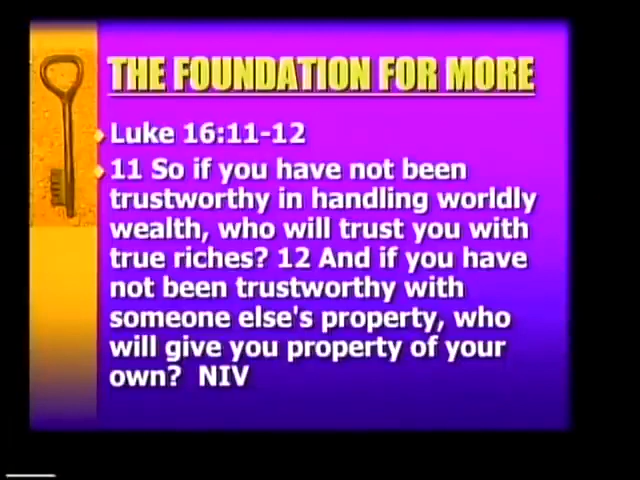 THE FOUNDATION FOR MORE
Luke 16:11-12
11 So if you have not been
trustworthy in handling worldly
wealth, who will trust you with
true riches? 12 And if you have
not been trustworthy with
someone else's property, who
will give you property of your
own?  NIV